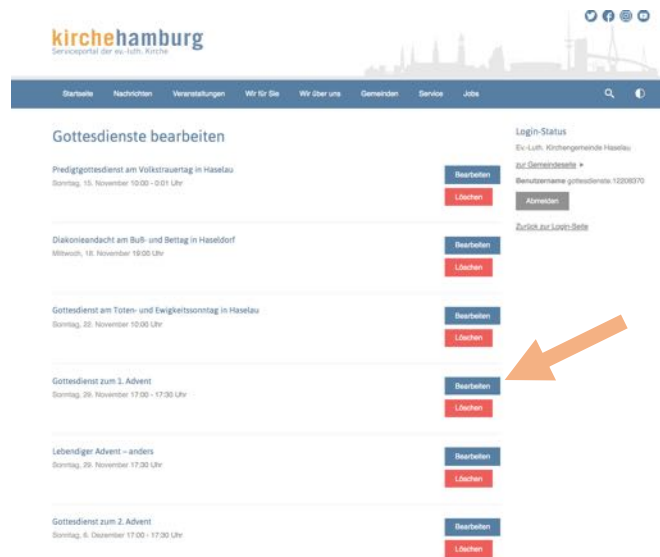 kirchehamburg
Serviceportal der ev.-luth. Kirche
Startseite Nachrichten Veranstaltungen Wir für Sie Wir über uns Gemeinden Service Jobs
Gottesdienste bearbeiten
Predigtgottesdienst am Volkstrauertag in Haselau
Sonntag, 15. November 10:00 - 0:01 Uhr
Bearbeiten
Löschen
Diakonieandacht am Buß- und Bettag in Haseldorf
Mittwoch, 18. November 19:00 Uhr
Bearbeiten
Löschen
Gottesdienst am Toten- und Ewigkeitssonntag in Haselau
Sonntag, 22. November 10:00 Uhr
Bearbeiten
Löschen
Gottesdienst zum 1. Advent
Sonntag, 29. November 17:00 - 17:30 Uhr
Bearbeiten
Löschen
Lebendiger Advent – anders
Sonntag, 29. November 17:30 Uhr
Bearbeiten
Löschen
Gottesdienst zum 2. Advent
Sonntag, 6. Dezember 17:00 - 17:30 Uhr
Bearbeiten
Löschen
Login-Status
Ev.-Luth. Kirchengemeinde Haselau
zur Gemeindeseite
Benutzername gottesdienste.12208370
Abmelden
Zurück zur Login-Seite